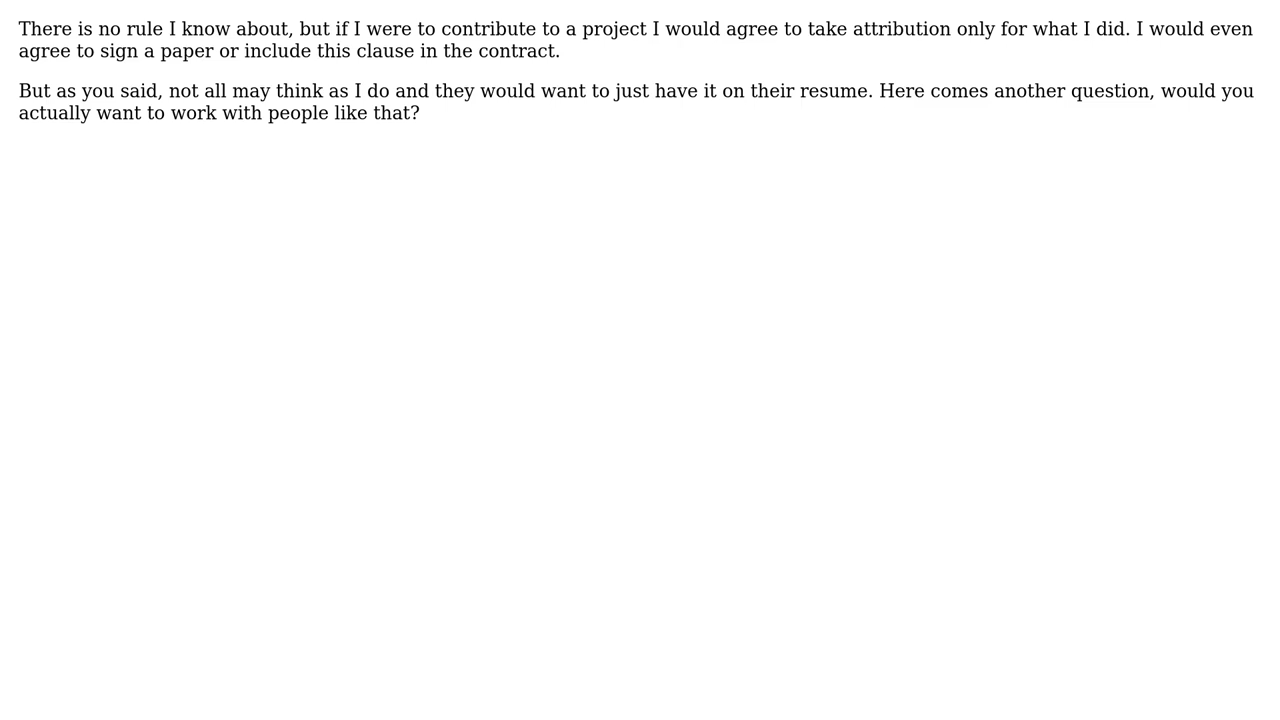 There is no rule I know about, but if I were to contribute to a project I would agree to take attribution only for what I did. I would even
agree to sign a paper or include this clause in the contract.
But as you said, not all may think as I do and they would want to just have it on their resume. Here comes another question, would you
actually want to work with people like that?